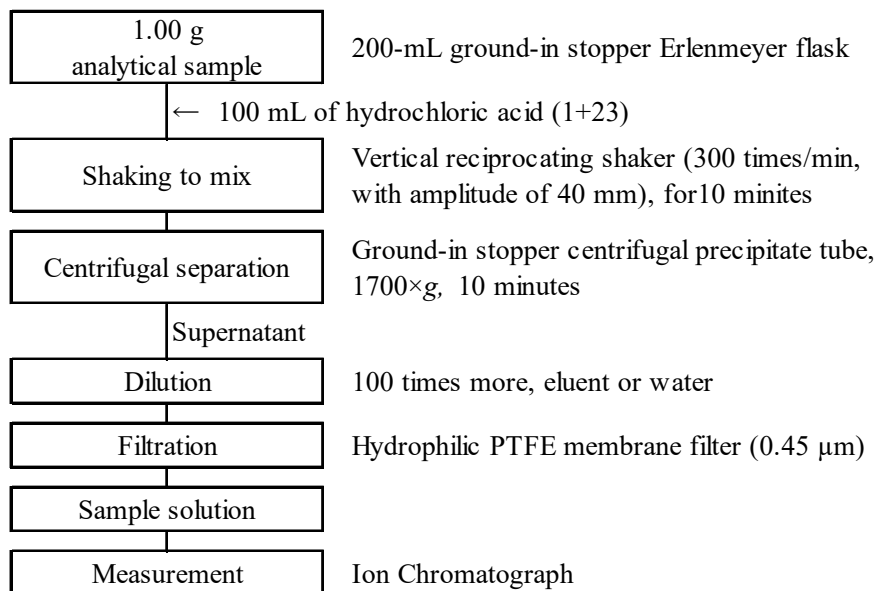 1.00 g
analytical sample
200-mL ground-in stopper Erlenmeyer flask
← 100 mL of hydrochloric acid (1+23)
Shaking to mix
Vertical reciprocating shaker (300 times/min,
with amplitude of 40 mm), for10 minites
Centrifugal separation
Ground-in stopper centrifugal precipitate tube,
1700×g, 10 minutes
Supernatant
Dilution
100 times more, eluent or water
Filtration
Hydrophilic PTFE membrane filter (0.45 µm)
Sample solution
Measurement
Ion Chromatograph